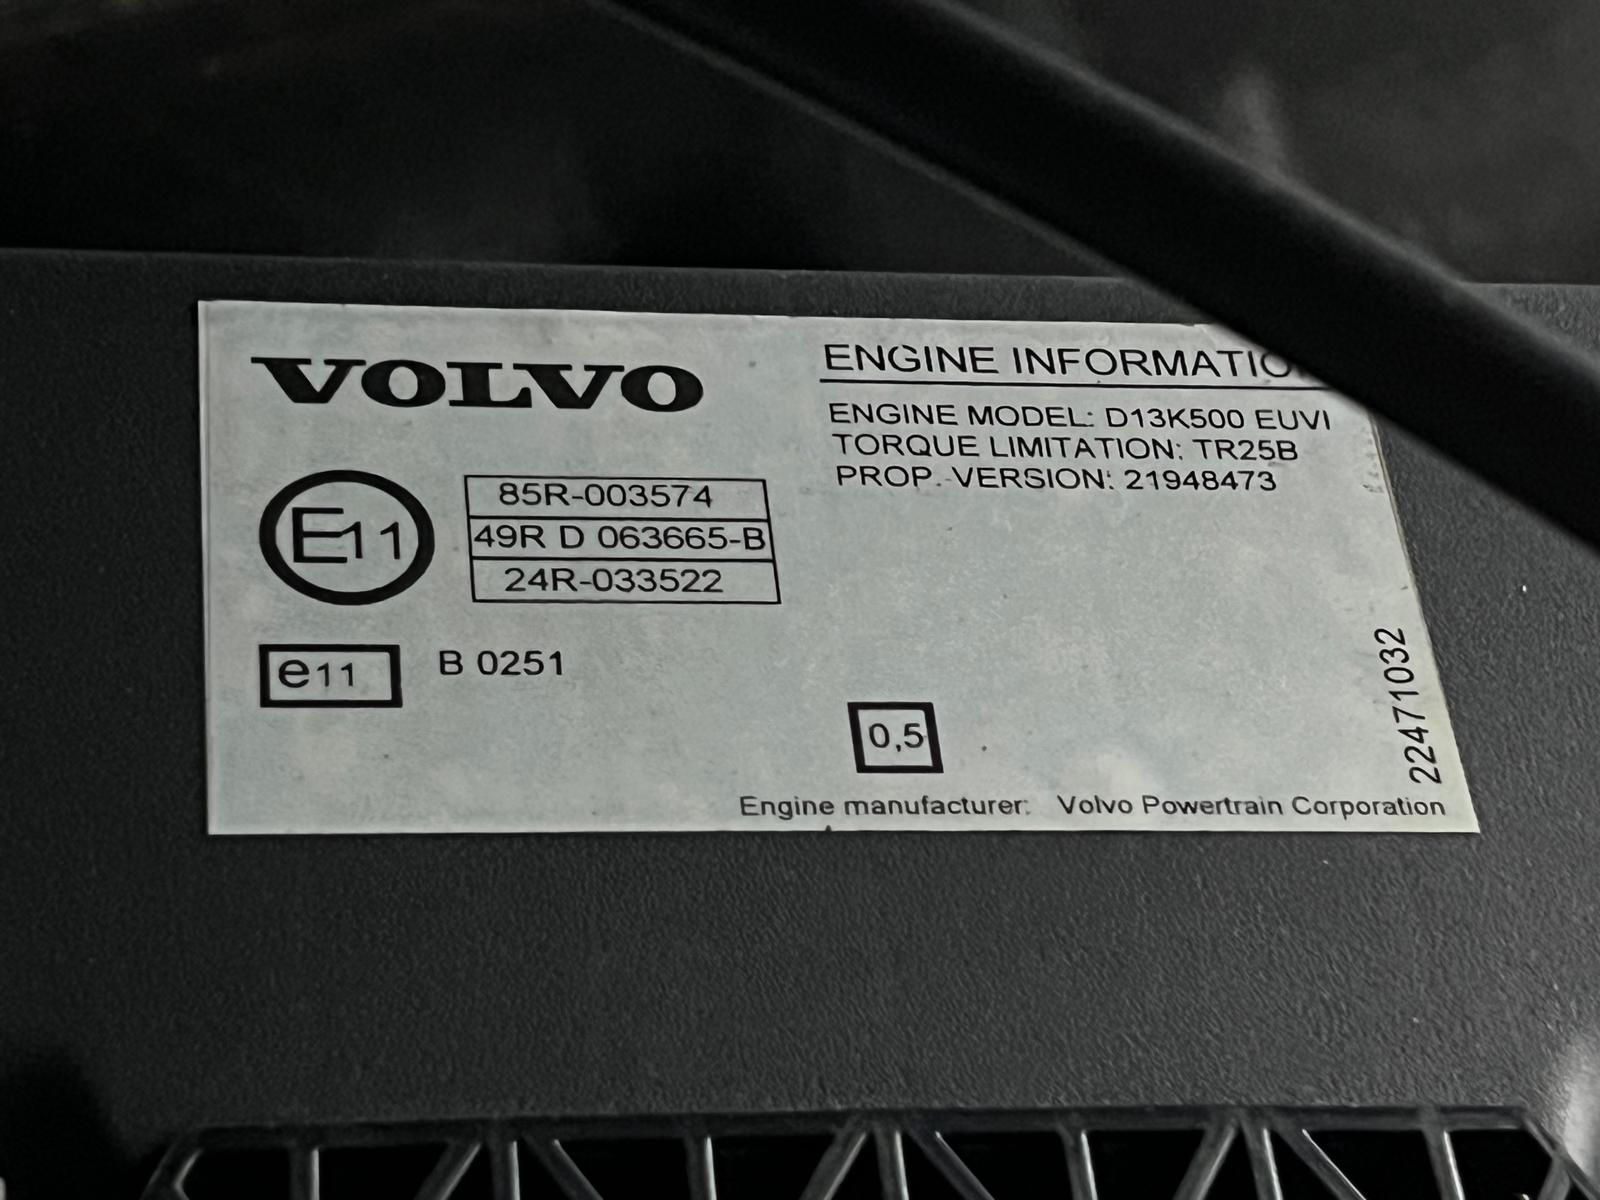 VOLVO
E11
85R-003574
49R D 063665-B
24R-033522
e11
B 0251
ENGINE
ENGINE MODEL: D13K500 EUVI
TORQUE LIMITATION: TR25B
PROP.-VERSION: 21948473
0,5
22471032
Engine manufacturer: Volvo Powertrain Corporation